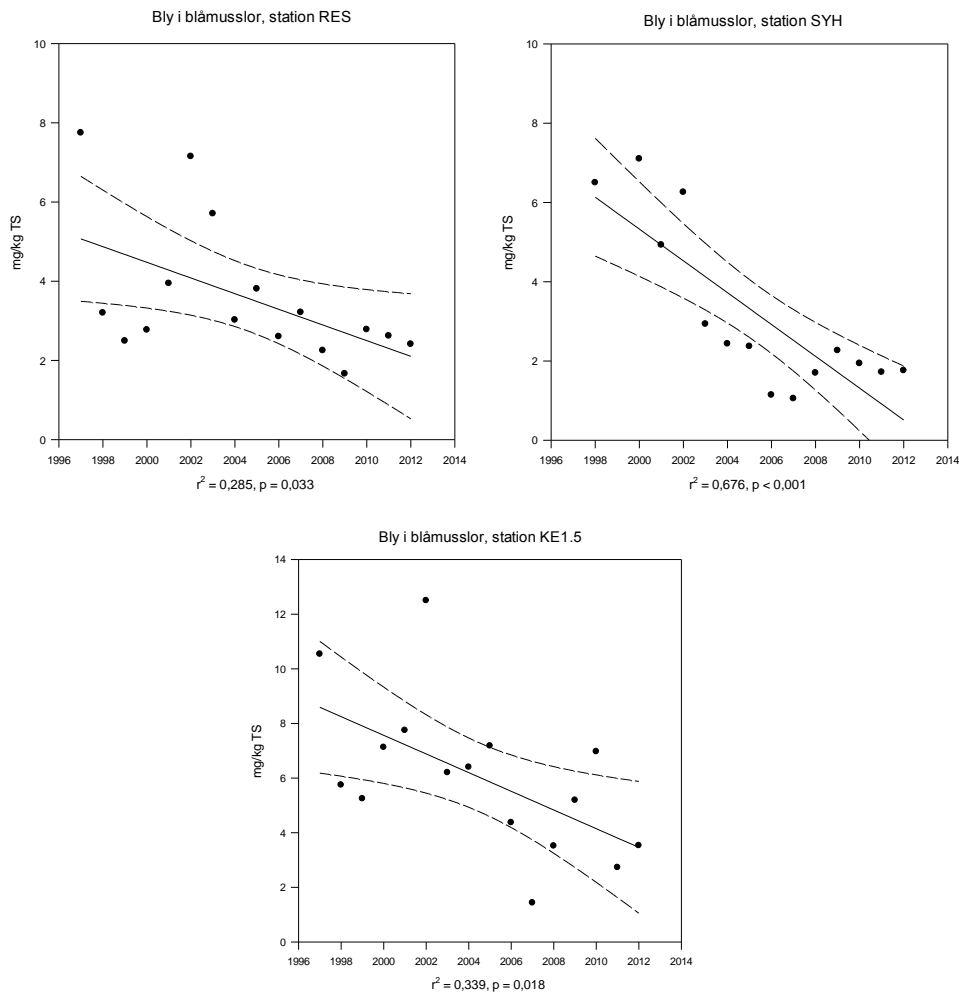 Bly i blåmusslor, station RES
10
8
6
4
2
0
mg/kg TS
1996 1998 2000 2002 2004 2006 2008 2010 2012 2014
r² = 0,285, p = 0,033
Bly i blåmusslor, station SYH
10
8
6
4
2
0
mg/kg TS
1996 1998 2000 2002 2004 2006 2008 2010 2012 2014
r² = 0,676, p < 0,001
Bly i blåmusslor, station KE1.5
14
12
10
8
6
4
2
0
mg/kg TS
1996 1998 2000 2002 2004 2006 2008 2010 2012 2014
r² = 0,339, p = 0,018